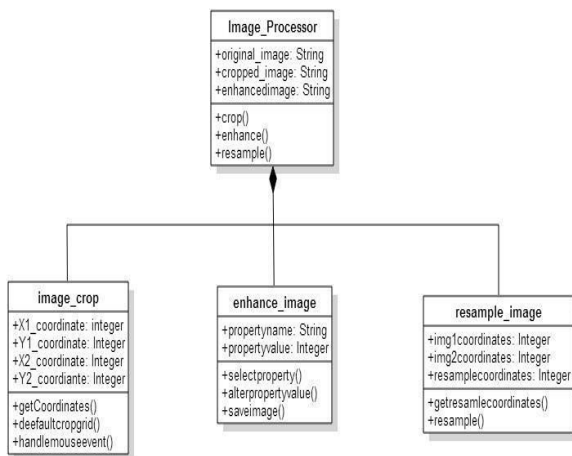 Image_Processor
+original_image: String
+cropped_image: String
+enhancedimage: String
+crop()
+enhance()
+resample()
image_crop
+X1_coordinate: integer
+Y1_coordinate: Integer
+X2_coordinate: Integer
+Y2_coordiante: Integer
+getCoordinates()
+deefaultcropgrid()
+handlemouseevent()
enhance_image
+propertyname: String
+propertyvalue: Integer
+selectproperty()
+alterpropertyvalue()
+saveimage()
resample_image
+img1coordinates: Integer
+img2coordinates: Integer
+resamplecoordinates: Integer
+getresamlecoordinates()
+resample()